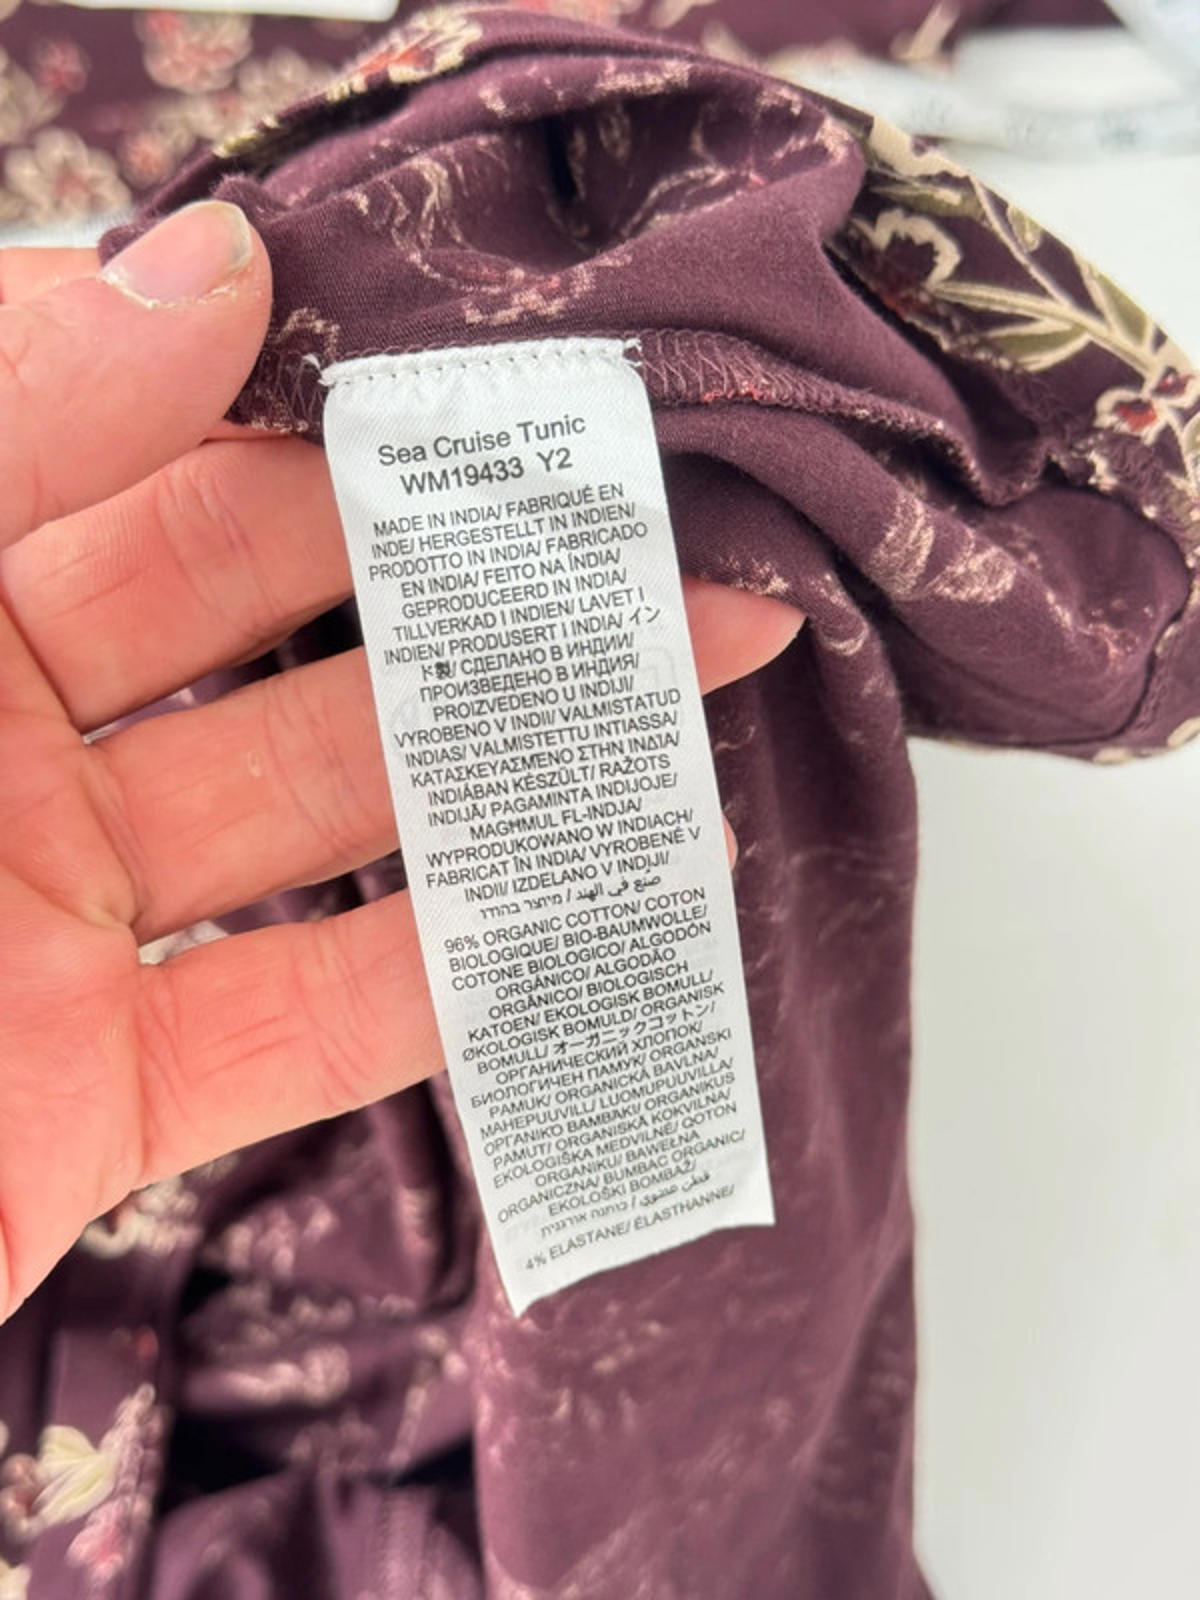 Sea Cruise Tunic
WM19433 Y2
MADE IN INDIA/ FABRIQUÉ EN
INDE/ HERGESTELLT IN INDIEN/
PRODOTTO IN INDIA/ FABRICADO
EN INDIA/ FEITO NA ÍNDIA/
GEPRODUCEERD IN INDIA/
TILLVERKAD I INDIEN/ LAVET I
INDIEN/ PRODUSERT I INDIA/ イン
ド製/ СДЕЛАНО В ИНДИИ/
ПРОИЗВЕДЕНО В ИНДИЯ/
PROIZVEDENO U INDIJI/
VYROBENO V INDII/ VALMISTATUD
INDIAS/ VALMISTETTU INTIASSA/
ΚΑΤΑΣΚΕΥΑΣΜΈΝΟ ΣΤΗΝ ΙΝΔΊΑ/
INDIÁBAN KÉSZÜLT/ RAŽOTS
INDIJĀ/ PAGAMINTA INDIJOJE/
MAGĦMUL FL-INDJA/
WYPRODUKOWANO W INDIACH/
FABRICAT ÎN INDIA/ VYROBENÉ V
INDII/ IZDELANO V INDIJI/
صنع في الهند / מיוצר בהודו
96% ORGANIC COTTON/ COTON
BIOLOGIQUE/ BIO-BAUMWOLLE/
COTONE BIOLOGICO/ ALGODÓN
ORGÁNICO/ ALGODÃO
ORGÂNICO/ BIOLOGISCH
KATOEN/ EKOLOGISK BOMULL/
ØKOLOGISK BOMULD/ ORGANISK
BOMULL/ オーガニックコットン/
ОРГАНИЧЕСКИЙ ХЛОПОК/
БИОЛОГИЧЕН ПАМУК/ ORGANSKI
PAMUK/ ORGANICKÁ BAVLNA/
MAHEPUUVILL/ LUOMUPUUVILLA/
ΟΡΓΑΝΙΚΌ ΒΑΜΒΆΚΙ/ ORGANIKUS
PAMUT/ ORGANISKĀ KOKVILNA/
EKOLOGIŠKA MEDVILNĖ/ QOTON
ORGANIKU/ BAWEŁNA
ORGANICZNA/ BUMBAC ORGANIC/
EKOLOŠKI BOMBAŽ/
قطن عضوي / כותנה אורגנית
4% ELASTANE/ ÉLASTHANNE/